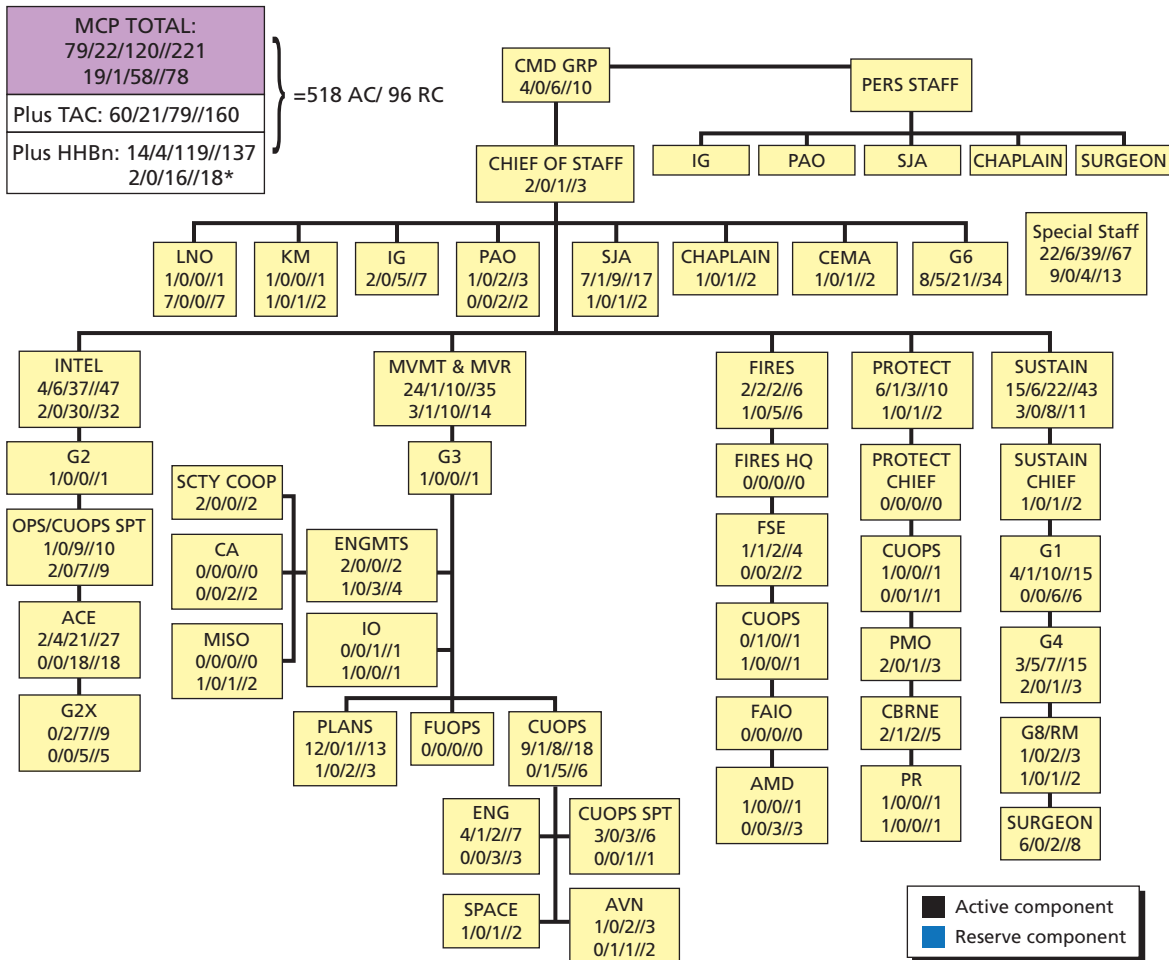 MCP TOTAL:
79/22/120//221
19/1/58//78
Plus TAC: 60/21/79//160
Plus HHBn: 14/4/119//137
2/0/16//18*
=518 AC/ 96 RC
CMD GRP
4/0/6//10
PERS STAFF
IG
PAO
SJA
CHAPLAIN
SURGEON
CHIEF OF STAFF
2/0/1//3
LNO
1/0/0//1
7/0/0//7
KM
1/0/0//1
1/0/1//2
IG
2/0/5//7
PAO
1/0/2//3
0/0/2//2
SJA
7/1/9//17
1/0/1//2
CHAPLAIN
1/0/1//2
CEMA
1/0/1//2
G6
8/5/21//34
Special Staff
22/6/39//67
9/0/4//13
INTEL
4/6/37//47
2/0/30//32
G2
1/0/0//1
OPS/CUOPS SPT
1/0/9//10
2/0/7//9
ACE
2/4/21//27
0/0/18//18
G2X
0/2/7//9
0/0/5//5
MVMT & MVR
24/1/10//35
3/1/10//14
G3
1/0/0//1
SCTY COOP
2/0/0//2
CA
0/0/0//0
0/0/2//2
MISO
0/0/0//0
1/0/1//2
ENGMTS
2/0/0//2
1/0/3//4
IO
0/0/1//1
1/0/0//1
PLANS
12/0/1//13
1/0/2//3
FUOPS
0/0/0//0
CUOPS
9/1/8//18
0/1/5//6
ENG
4/1/2//7
0/0/3//3
CUOPS SPT
3/0/3//6
0/0/1//1
SPACE
1/0/1//2
AVN
1/0/2//3
0/1/1//2
FIRES
2/2/2//6
1/0/5//6
FIRES HQ
0/0/0//0
FSE
1/1/2//4
0/0/2//2
CUOPS
0/1/0//1
1/0/0//1
FAIO
0/0/0//0
AMD
1/0/0//1
0/0/3//3
PROTECT
6/1/3//10
1/0/1//2
PROTECT
CHIEF
0/0/0//0
CUOPS
1/0/0//1
0/0/1//1
PMO
2/0/1//3
CBRNE
2/1/2//5
PR
1/0/0//1
1/0/0//1
SUSTAIN
15/6/22//43
3/0/8//11
SUSTAIN
CHIEF
1/0/1//2
G1
4/1/10//15
0/0/6//6
G4
3/5/7//15
2/0/1//3
G8/RM
1/0/2//3
1/0/1//2
SURGEON
6/0/2//8
Active component
Reserve component